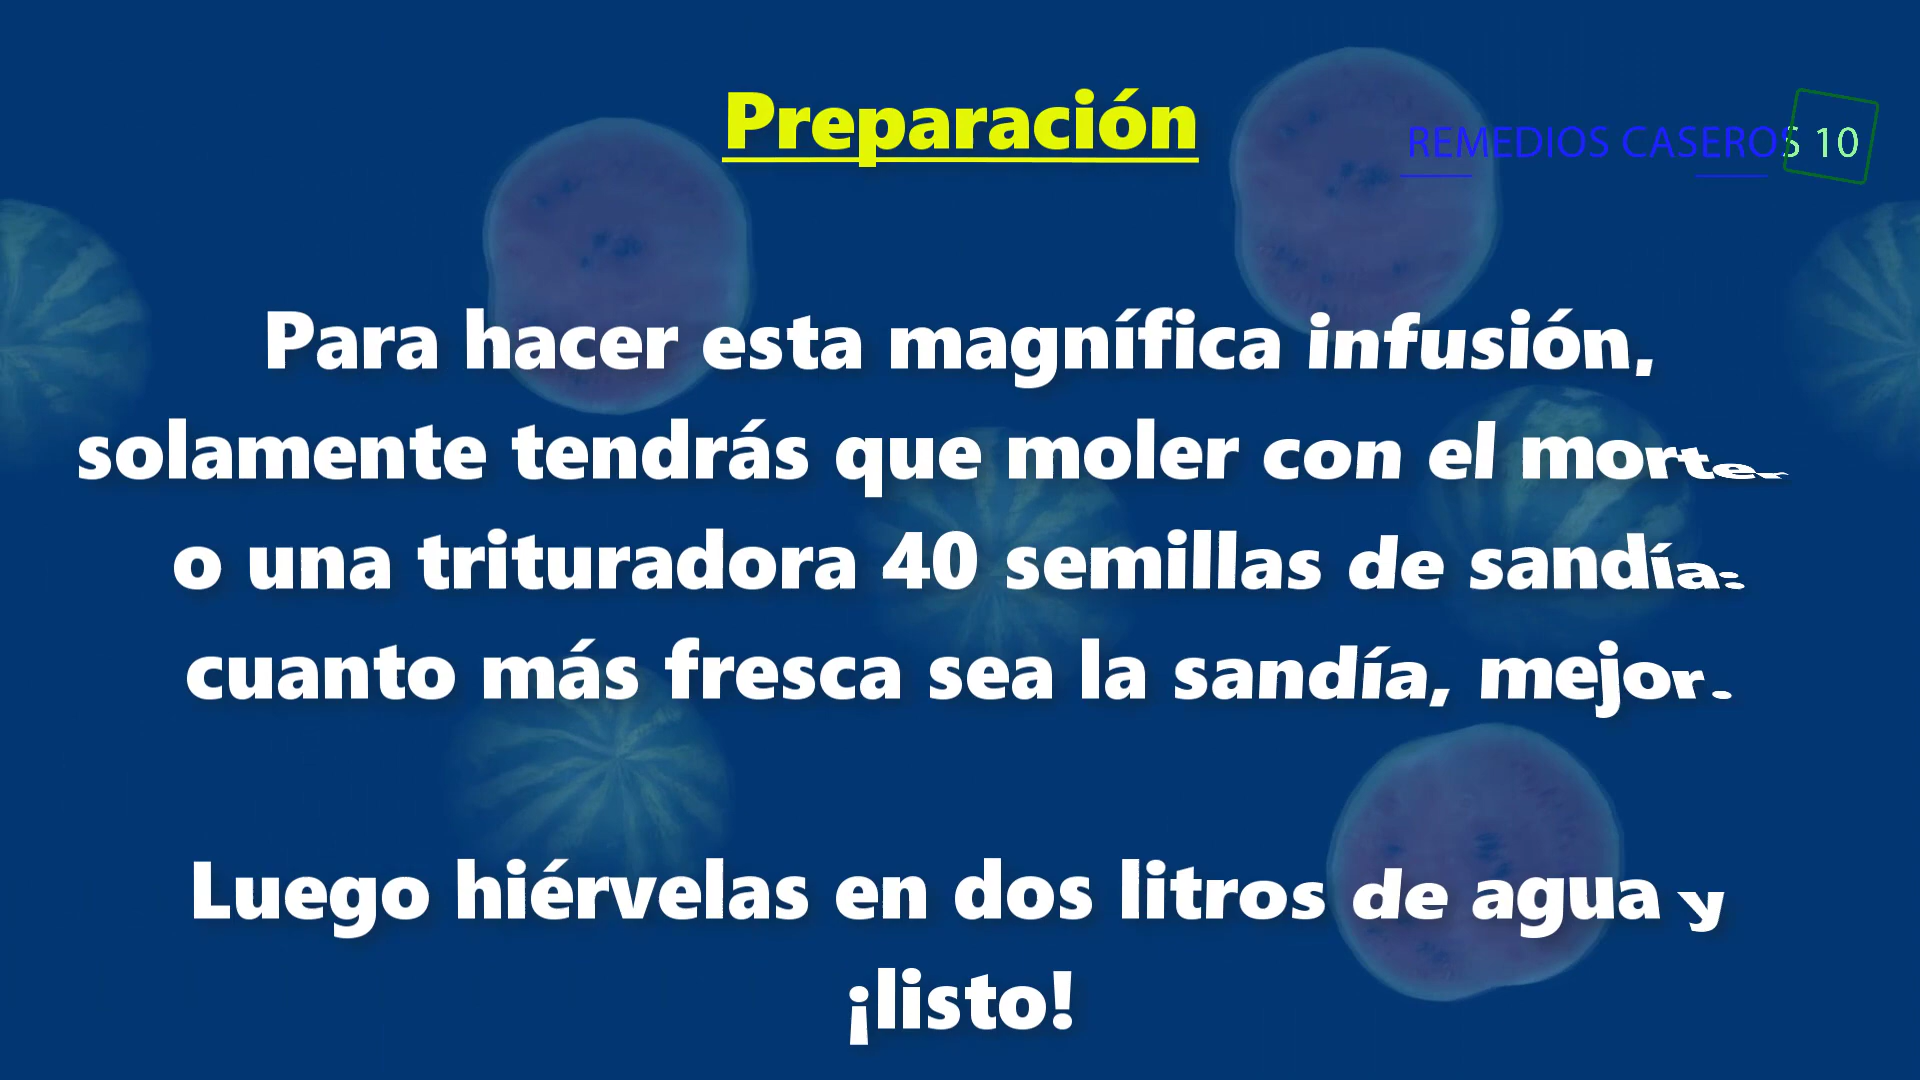 Preparación
REMEDIOS CASEROS 10
Para hacer esta magnífica infusión,
solamente tendrás que moler con el mortero
o una trituradora 40 semillas de sandía:
cuanto más fresca sea la sandía, mejor.
Luego hiérvelas en dos litros de agua y
¡listo!